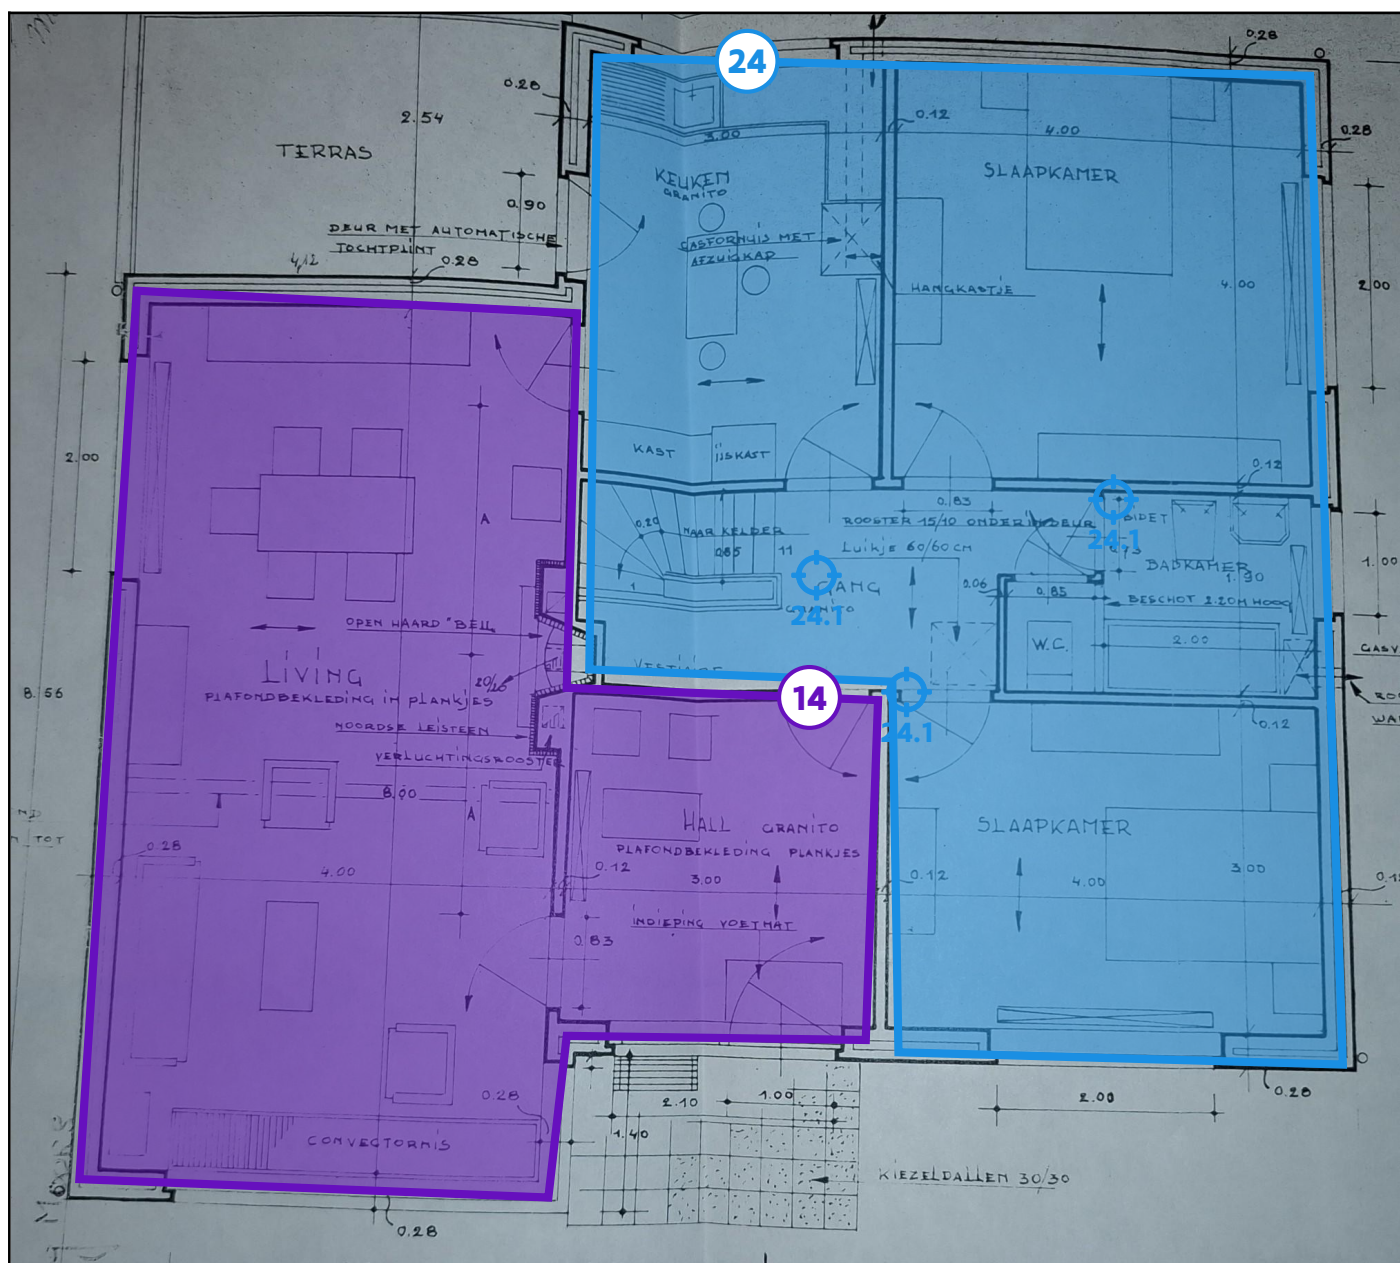 24
0.28
0.28
2.54
3.00
0.12
4.00
0.28
TERRAS
KEUKEN
GRANITO
SLAAPKAMER
0.90
DEUR MET AUTOMATISCHE
TOCHTPLINT
4,12
0.28
GASFORNUIS MET
AFZUIGKAP
HANGKASTJE
4.00
2.00
2.00
KAST
IJSKAST
0.12
A
0.20
NAAR KELDER
0.83
ROOSTER 15/10 ONDERIN DEUR
BIDET
24.1
0.85
11
Luikje 60/60 cm
BADKAMER
1.90
1.00
1
GANG
GRANITO
24.1
0.06
0.85
BESCHOT 2.20M HOOG
OPEN HAARD "BELL
W.C.
2.00
LIVING
PLAFONDBEKLEDING IN PLANKJES
8.56
14
24.1
NOORDSE LEISTEEN
VERLUCHTINGSROOSTER
0.12
8.00
A
HALL GRANITO
PLAFONDBEKLEDING PLANKJES
SLAAPKAMER
TOT
0.28
4.00
0.12
3.00
0.12
4.00
3.00
INDIEPING VOETMAT
0.83
0.28
2.10
1.00
2.00
0.28
CONVECTORNIS
1.40
KIEZELDALLEN 30/30
0.28